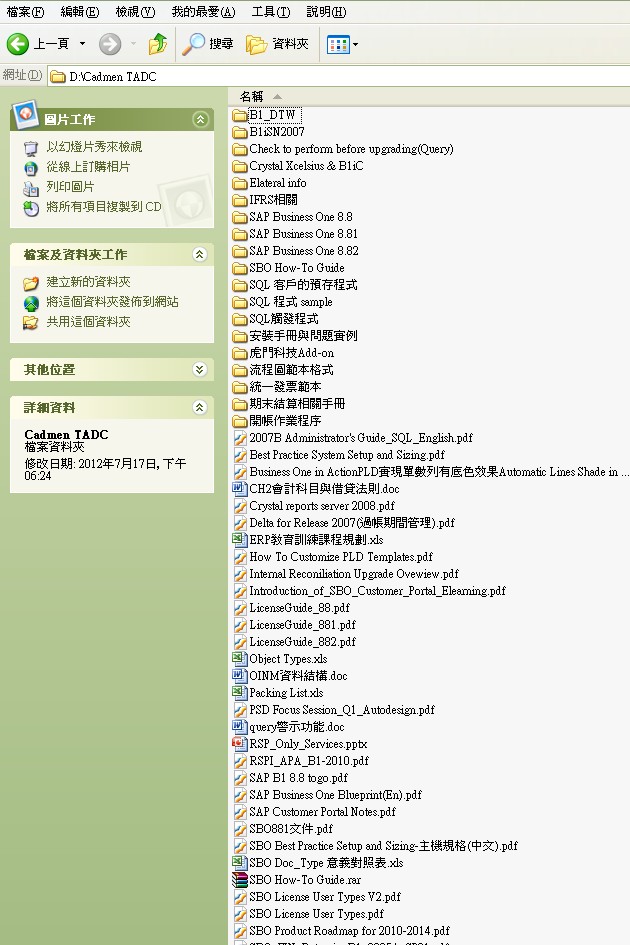 檔案(F) 編輯(E) 檢視(V) 我的最愛(A) 工具(T) 說明(H)
上一頁 搜尋 資料夾
網址(D) D:\Cadmen TADC
圖片工作
以幻燈片秀來檢視
從線上訂購相片
列印圖片
將所有項目複製到 CD
檔案及資料夾工作
建立新的資料夾
將這個資料夾發佈到網站
共用這個資料夾
其他位置
詳細資料
Cadmen TADC
檔案資料夾
修改日期: 2012年7月17日, 下午
06:24
名稱
B1_DTW
B1iSN2007
Check to perform before upgrading(Query)
Crystal Xcelsius & B1iC
Elateral info
IFRS相關
SAP Business One 8.8
SAP Business One 8.81
SAP Business One 8.82
SBO How-To Guide
SQL 客戶的預存程式
SQL 程式 sample
SQL觸發程式
安裝手冊與問題實例
虎門科技Add-on
流程圖範本格式
統一發票範本
期末結算相關手冊
開帳作業程序
2007B Administrator's Guide_SQL_English.pdf
Best Practice System Setup and Sizing.pdf
Business One in ActionPLD實現單數列有底色效果Automatic Lines Shade in ...
CH2會計科目與借貸法則.doc
Crystal reports server 2008.pdf
Delta for Release 2007(過帳期間管理).pdf
ERP教育訓練課程規劃.xls
How To Customize PLD Templates.pdf
Internal Reconiliation Upgrade Ovewiew.pdf
Introduction_of_SBO_Customer_Portal_Elearning.pdf
LicenseGuide_88.pdf
LicenseGuide_881.pdf
LicenseGuide_882.pdf
Object Types.xls
OINM資料結構.doc
Packing List.xls
PSD Focus Session_Q1_Autodesign.pdf
query警示功能.doc
RSP_Only_Services.pptx
RSPI_APA_B1-2010.pdf
SAP B1 8.8 togo.pdf
SAP Business One Blueprint(En).pdf
SAP Customer Portal Notes.pdf
SBO881文件.pdf
SBO Best Practice Setup and Sizing-主機規格(中文).pdf
SBO Doc_Type 意義對照表.xls
SBO How-To Guide.rar
SBO License User Types V2.pdf
SBO License User Types.pdf
SBO Product Roadmap for 2010-2014.pdf